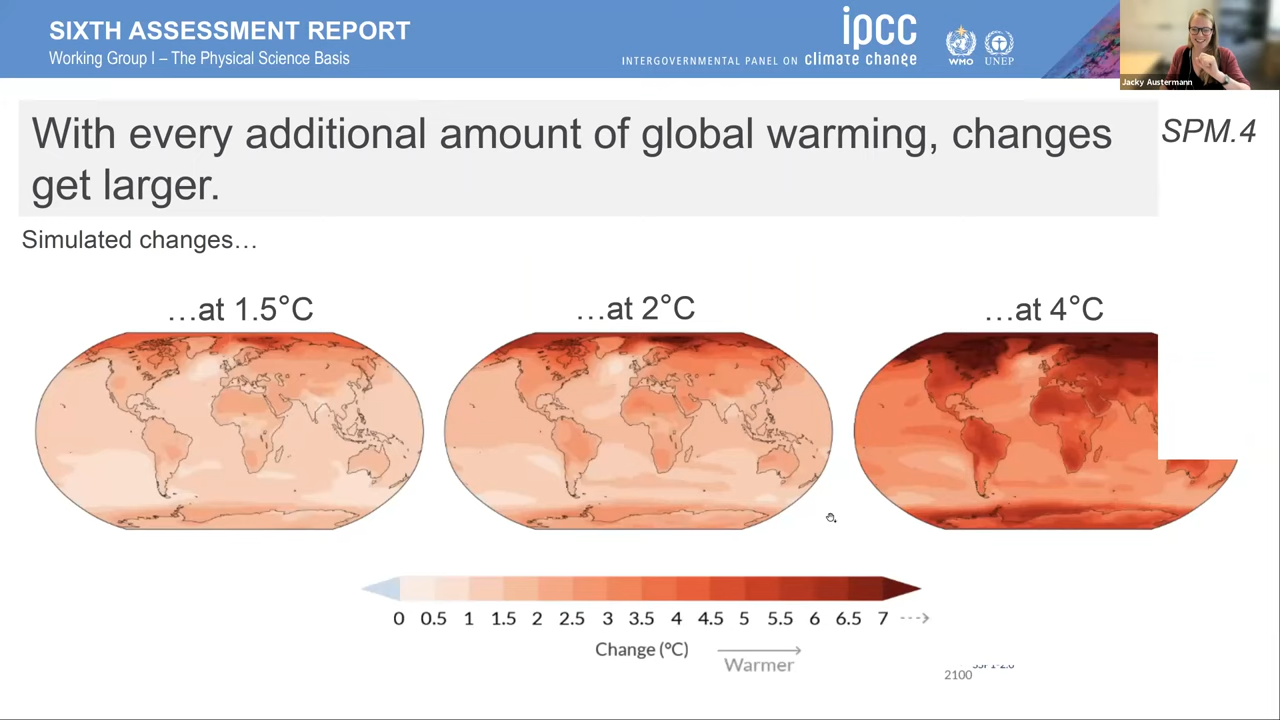 SIXTH ASSESSMENT REPORT
Working Group I – The Physical Science Basis
INTERGOVERNMENTAL PANEL ON climate change
ipcc
WMO
UNEP
Jacky Austermann
With every additional amount of global warming, changes
get larger.
SPM.4
Simulated changes…
…at 1.5°C
…at 2°C
…at 4°C
0 0.5 1 1.5 2 2.5 3 3.5 4 4.5 5 5.5 6 6.5 7
Change (°C)
Warmer
2100